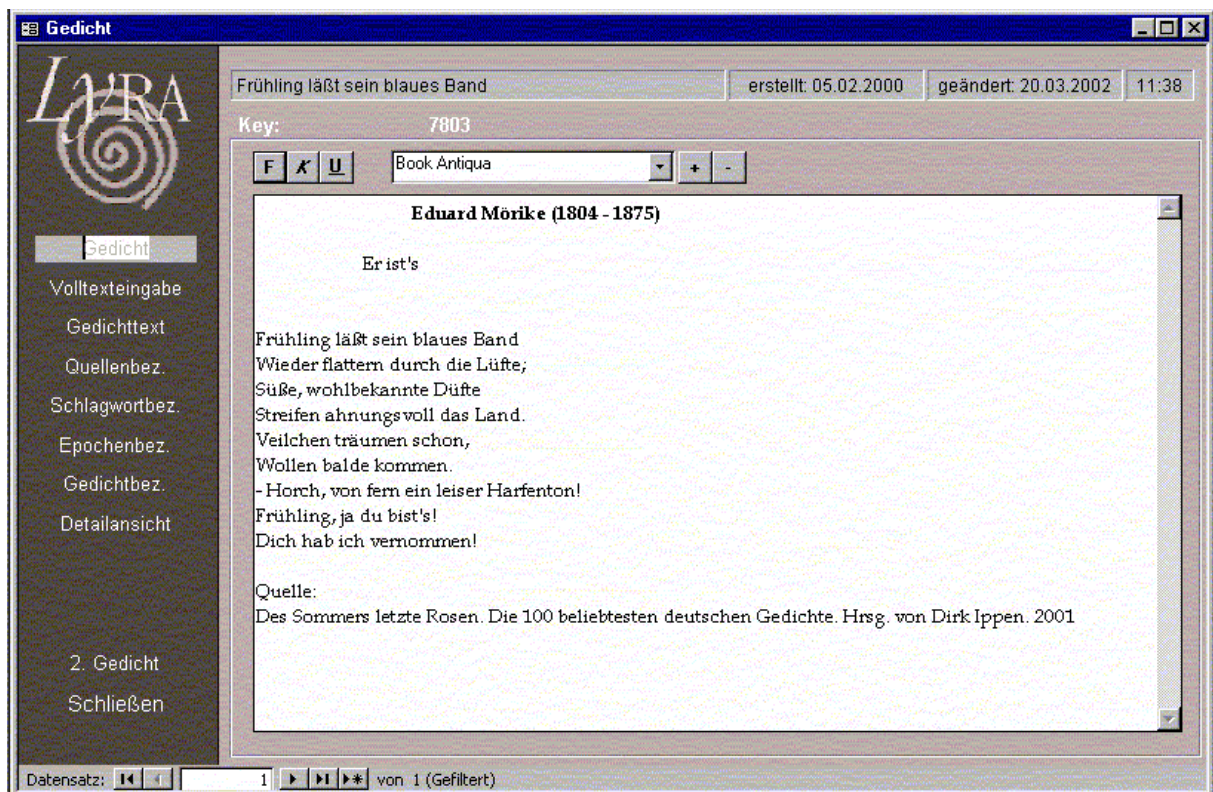 Gedicht
LyRA
Frühling läßt sein blaues Band erstellt: 05.02.2000 geändert: 20.03.2002 11:38
Key: 7803
F K U Book Antiqua + -
Gedicht
Volltexteingabe
Gedichttext
Quellenbez.
Schlagwortbez.
Epochenbez.
Gedichtbez.
Detailansicht
2. Gedicht
Schließen
Eduard Mörike (1804 - 1875)
Er ist's
Frühling läßt sein blaues Band
Wieder flattern durch die Lüfte;
Süße, wohlbekannte Düfte
Streifen ahnungsvoll das Land.
Veilchen träumen schon,
Wollen balde kommen.
- Horch, von fern ein leiser Harfenton!
Frühling, ja du bist's!
Dich hab ich vernommen!
Quelle:
Des Sommers letzte Rosen. Die 100 beliebtesten deutschen Gedichte. Hrsg. von Dirk Ippen. 2001
Datensatz: 1 von 1 (Gefiltert)